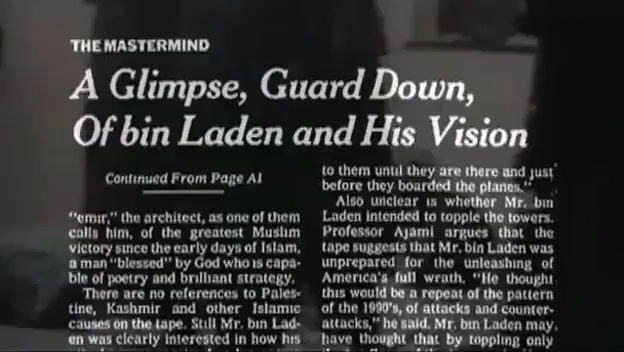 THE MASTERMIND
A Glimpse, Guard Down,
Of bin Laden and His Vision
Continued From Page A1
"emir," the architect, as one of them
calls him, of the greatest Muslim
victory since the early days of Islam,
a man "blessed" by God who is capa-
ble of poetry and brilliant strategy.
There are no references to Pales-
tine, Kashmir and other Islamic
causes on the tape. Still Mr. bin Lad-
en was clearly interested in how his
to them until they are there and just
before they boarded the planes."
Also unclear is whether Mr. bin
Laden intended to topple the towers.
Professor Ajami argues that the
tape suggests that Mr. bin Laden was
unprepared for the unleashing of
America's full wrath. "He thought
this would be a repeat of the pattern
of the 1990's, of attacks and counter-
attacks," he said. Mr. bin Laden may
have thought that by toppling only